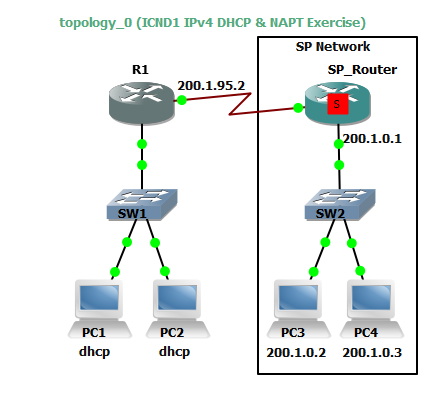 topology_0 (ICND1 IPv4 DHCP & NAPT Exercise)
SP Network
R1
SP_Router
200.1.95.2
S
200.1.0.1
SW1
SW2
PC1
PC2
PC3
PC4
dhcp
dhcp
200.1.0.2
200.1.0.3